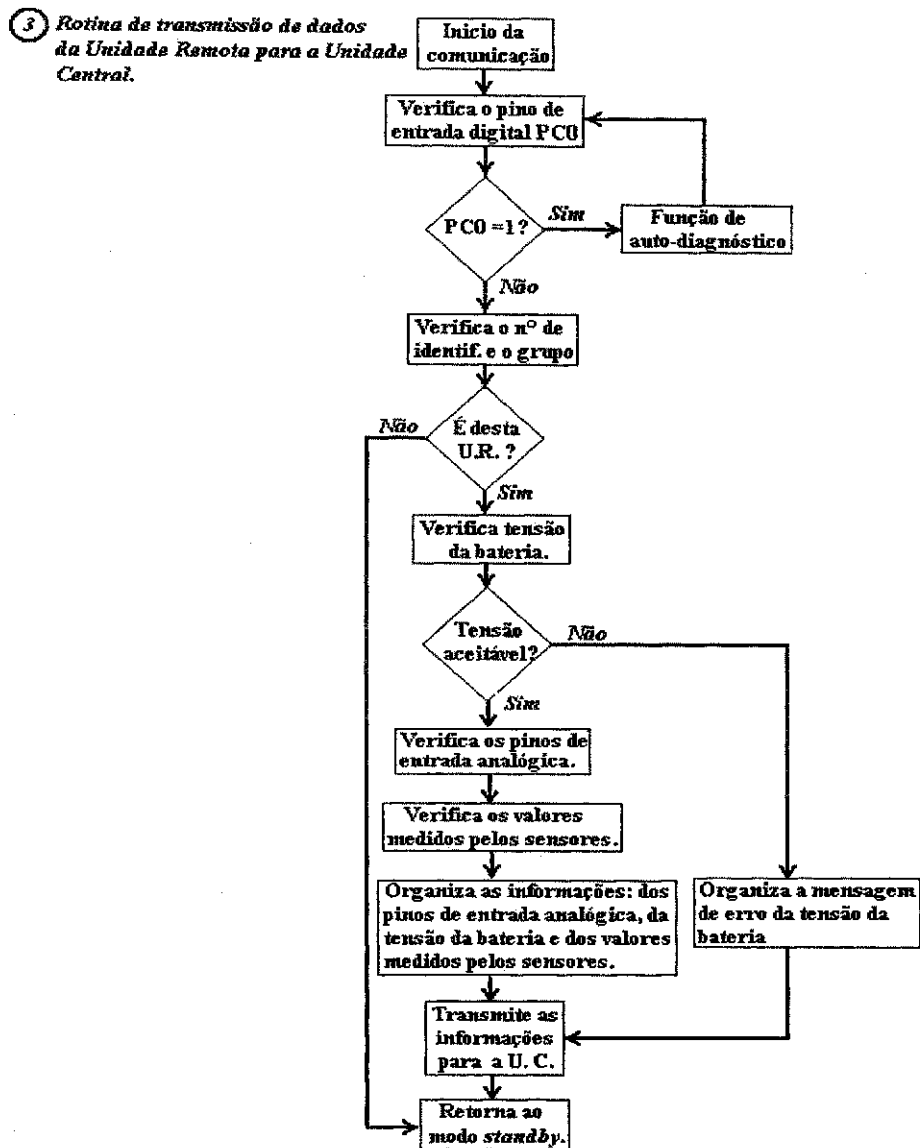 3 Rotina de transmissão de dados
da Unidade Remota para a Unidade
Central.
Inicio da
comunicação
Verifica o pino de
entrada digital PC0
PC0 =1?
Sim
Função de
auto-diagnóstico
Não
Verifica o nº de
identif. e o grupo
Não
É desta
U.R. ?
Sim
Verifica tensão
da bateria.
Tensão
aceitável?
Não
Sim
Verifica os pinos de
entrada analógica.
Verifica os valores
medidos pelos sensores.
Organiza as informações: dos
pinos de entrada analógica, da
tensão da bateria e dos valores
medidos pelos sensores.
Organiza a mensagem
de erro da tensão da
bateria
Transmite as
informações
para a U. C.
Retorna ao
modo standby.